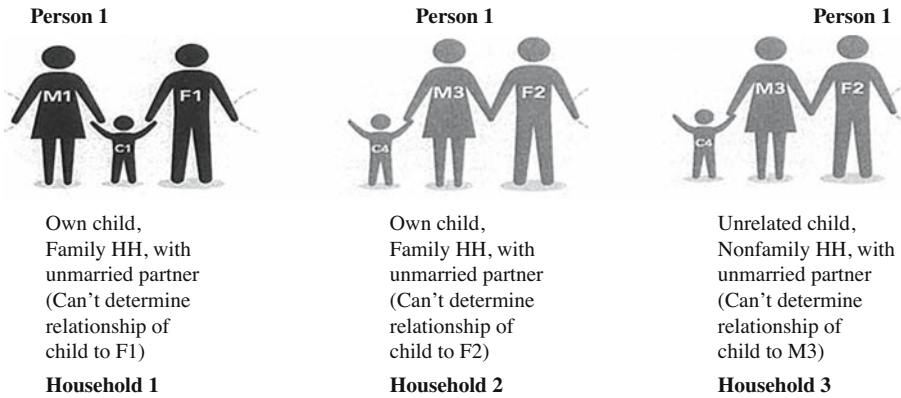 Person 1
Person 1
Person 1
M1
F1
C1
M3
F2
C4
M3
F2
C4
Own child,
Family HH, with
unmarried partner
(Can't determine
relationship of
child to F1)
Household 1
Own child,
Family HH, with
unmarried partner
(Can't determine
relationship of
child to F2)
Household 2
Unrelated child,
Nonfamily HH, with
unmarried partner
(Can't determine
relationship of
child to M3)
Household 3